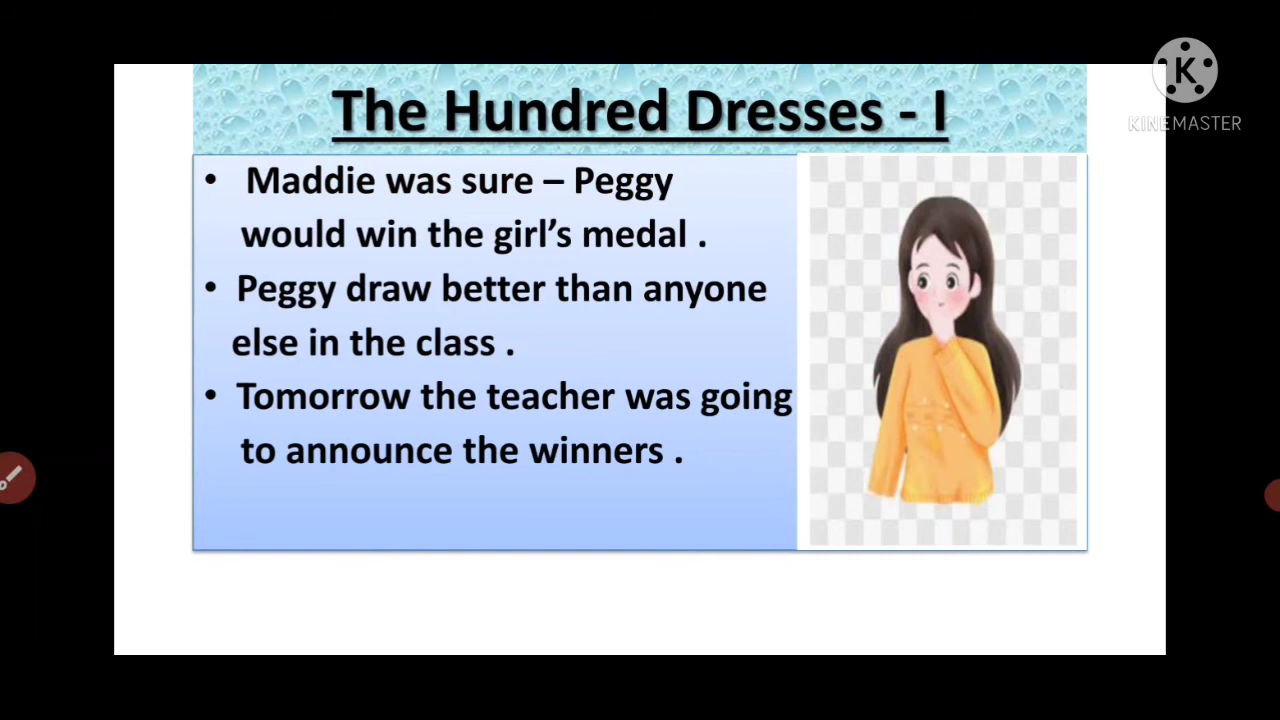 The Hundred Dresses - I
• Maddie was sure – Peggy
would win the girl’s medal .
• Peggy draw better than anyone
else in the class .
• Tomorrow the teacher was going
to announce the winners .
K
KINEMASTER